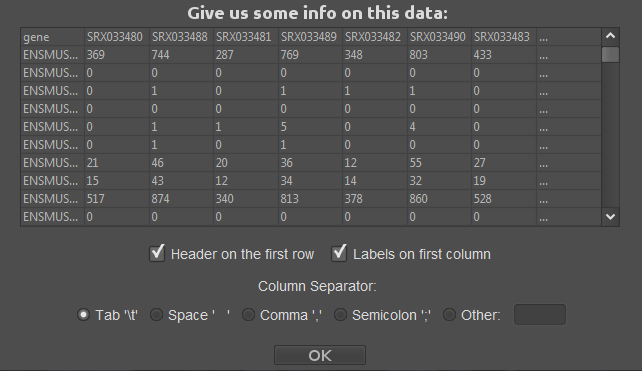 Give us some info on this data:
gene SRX033480 SRX033488 SRX033481 SRX033489 SRX033482 SRX033490 SRX033483 ...
ENSMUS... 369 744 287 769 348 803 433 ...
ENSMUS... 0 0 0 0 0 0 0 ...
ENSMUS... 0 1 0 1 1 1 0 ...
ENSMUS... 0 0 0 0 0 0 0 ...
ENSMUS... 0 1 1 5 0 4 0 ...
ENSMUS... 0 1 0 1 0 0 0 ...
ENSMUS... 21 46 20 36 12 55 27 ...
ENSMUS... 15 43 12 34 14 32 19 ...
ENSMUS... 517 874 340 813 378 860 528 ...
ENSMUS... 0 0 0 0 0 0 0 ...
Header on the first row Labels on first column
Column Separator:
Tab '\t' Space ' ' Comma ',' Semicolon ';' Other:
OK